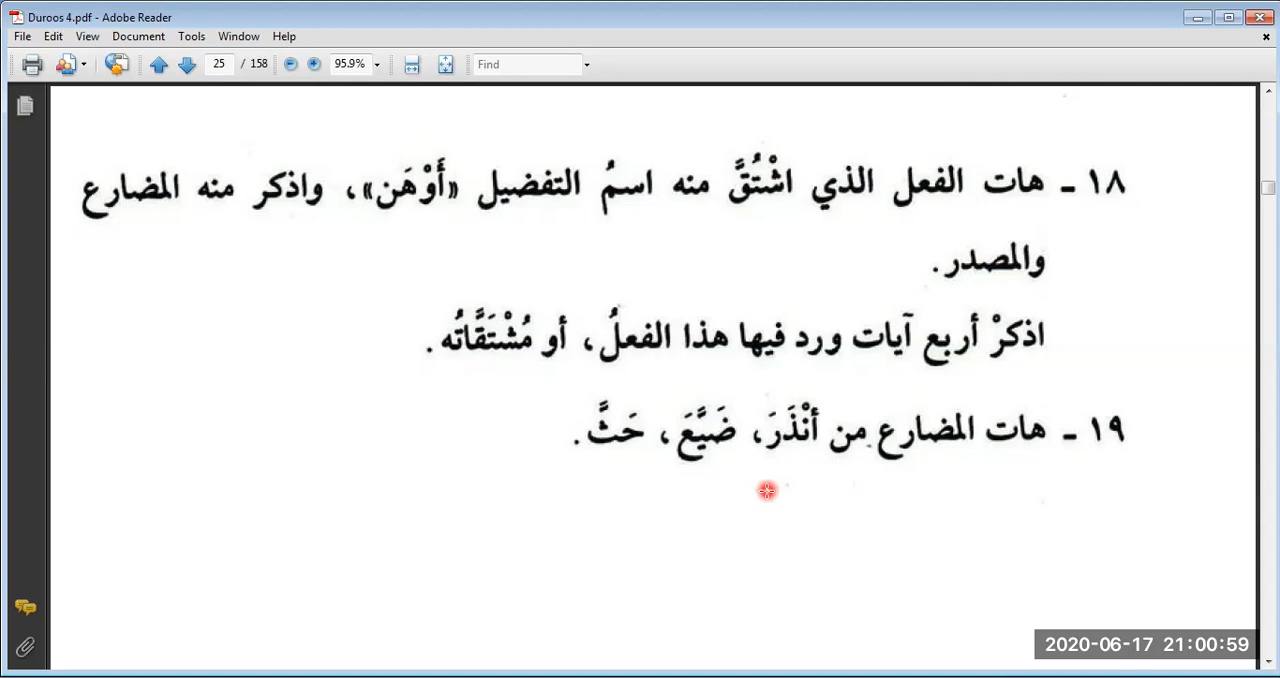 Duroos 4.pdf - Adobe Reader
File Edit View Document Tools Window Help
25 / 158 95.9% Find
١٨ ـ هات الفعل الذي اشْتُقَّ منه اسمُ التفضيل «أَوْهَن»، واذكر منه المضارع
والمصدر.
اذكرْ أربع آيات ورد فيها هذا الفعلُ، أو مُشْتَقَّاتُه.
١٩ ـ هات المضارع من أنْذَرَ، ضَيَّعَ، حَثَّ.
2020-06-17 21:00:59